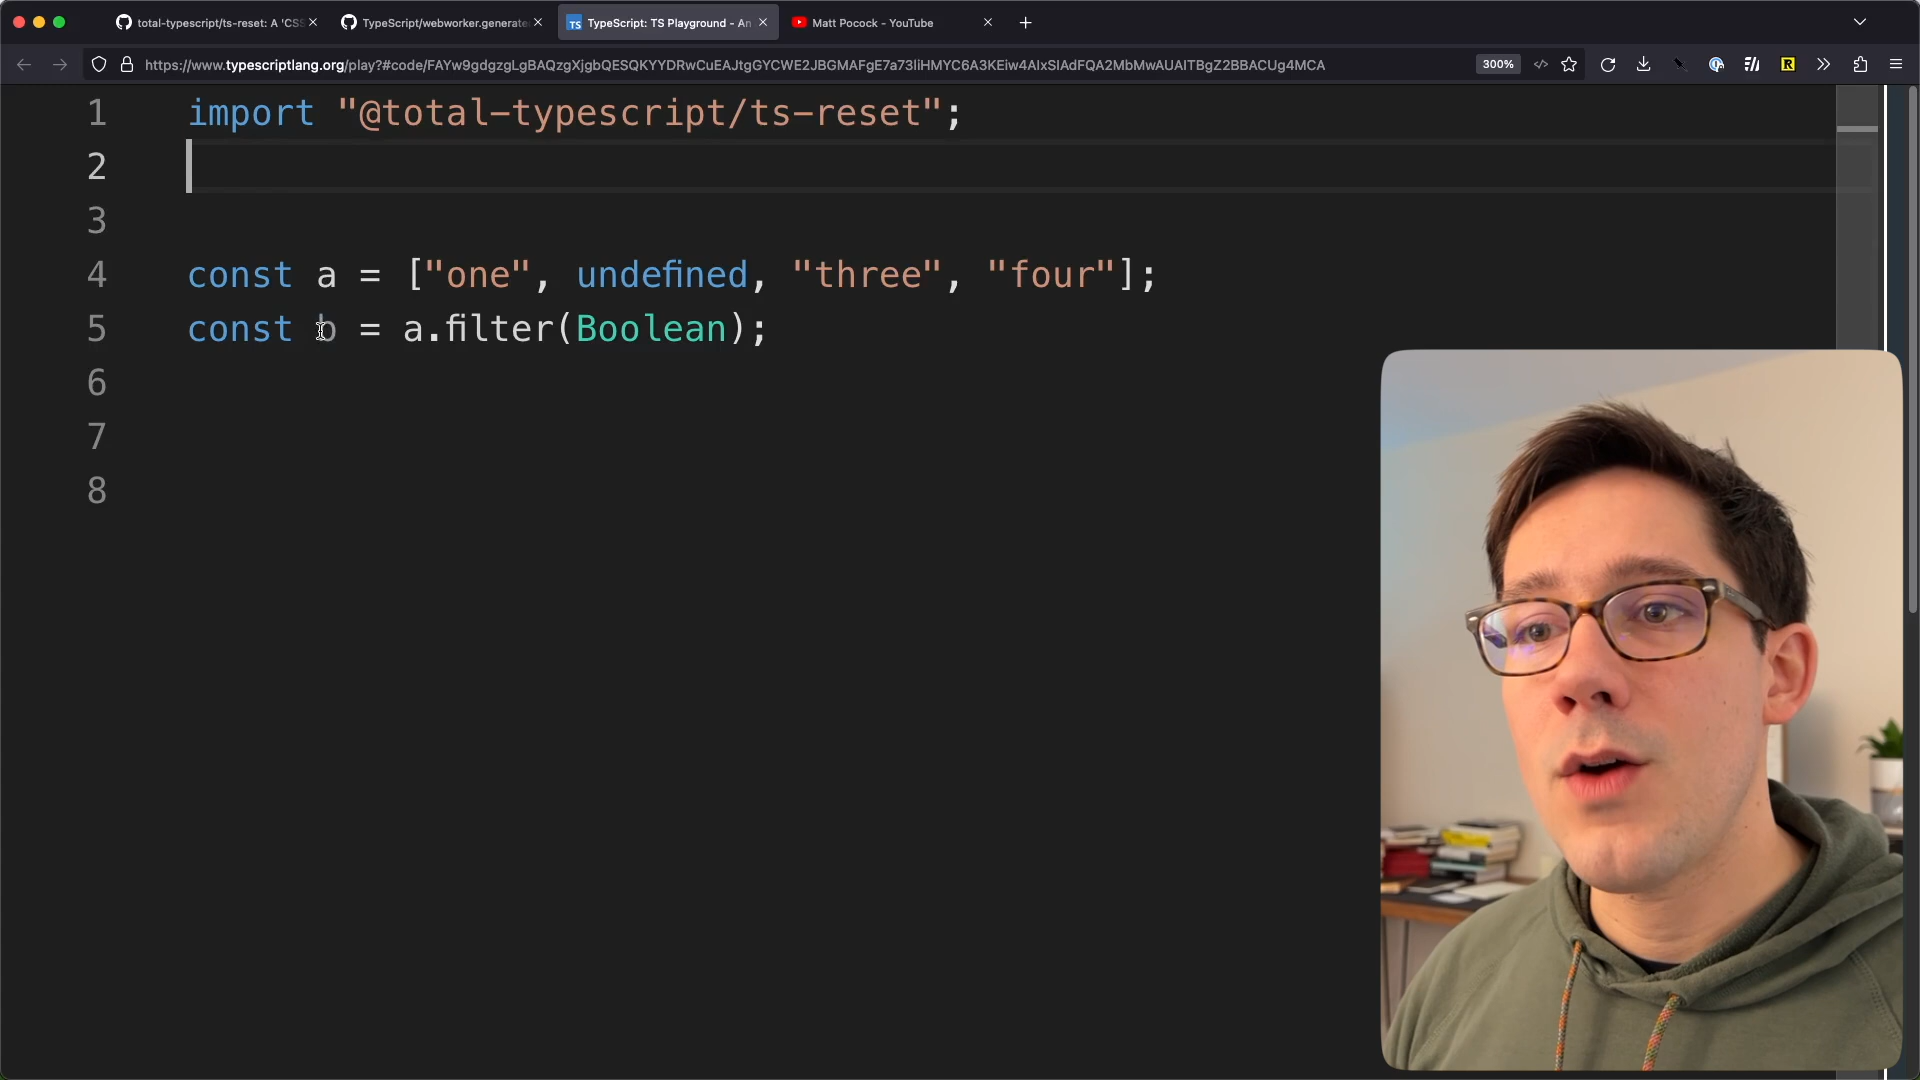 total-typescript/ts-reset: A 'CSS
TypeScript/webworker.generate
TS TypeScript: TS Playground - An
Matt Pocock - YouTube
https://www.typescriptlang.org/play?#code/FAYw9gdgzgLgBAQzgXjgbQESQKYYDRwCuEAJtgGYCWE2JBGMAFgE7a73IiHMYC6A3KEiw4AIxSIAdFQA2MbMwAUAITBgZ2BBACUg4MCA
300%
R
1 import "@total-typescript/ts-reset";
2
3
4 const a = ["one", undefined, "three", "four"];
5 const b = a.filter(Boolean);
6
7
8